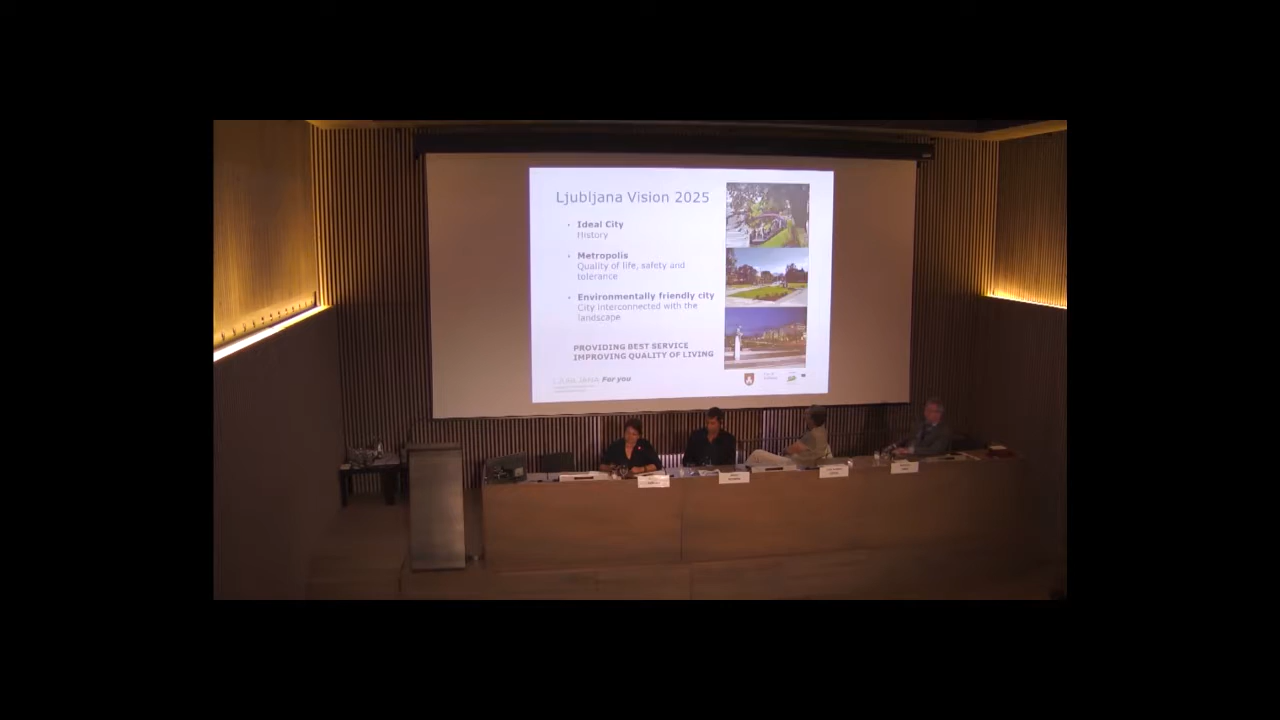 Ljubljana Vision 2025
• Ideal City
History
• Metropolis
Quality of life, safety and
tolerance
• Environmentally friendly city
City interconnected with the
landscape
PROVIDING BEST SERVICE
IMPROVING QUALITY OF LIVING
LJUBLJANA For you